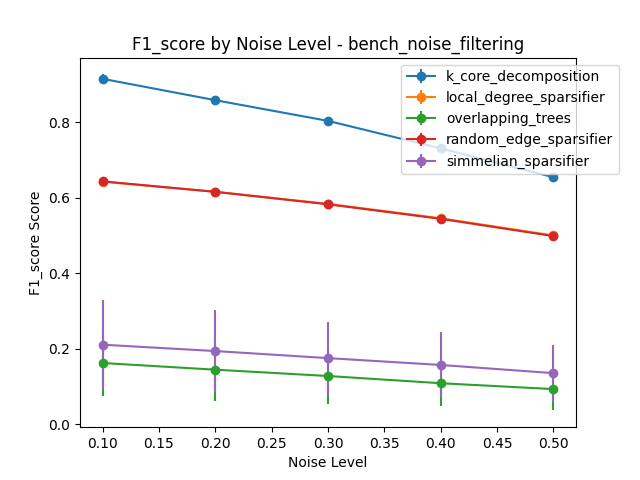 F1_score by Noise Level - bench_noise_filtering
k_core_decomposition
local_degree_sparsifier
overlapping_trees
random_edge_sparsifier
simmelian_sparsifier
F1_score Score
0.8
0.6
0.4
0.2
0.0
0.10 0.15 0.20 0.25 0.30 0.35 0.40 0.45 0.50
Noise Level